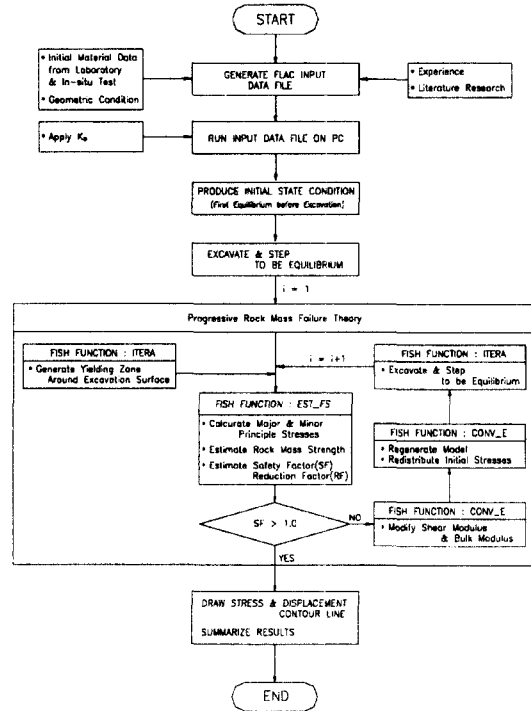 START
• Initial Material Data
from Laboratory
& In-situ Test
• Geometric Condition
GENERATE FLAC INPUT
DATA FILE
• Experience
• Literature Research
• Apply K₀
RUN INPUT DATA FILE ON PC
PRODUCE INITIAL STATE CONDITION
(First Equilibrium before Excavation)
EXCAVATE & STEP
TO BE EQUILIBRIUM
i = 1
Progressive Rock Mass Failure Theory
FISH FUNCTION : ITERA
• Generate Yielding Zone
Around Excavation Surface
i = i+1
FISH FUNCTION : ITERA
• Excavate & Step
to be Equilibrium
FISH FUNCTION : EST_FS
• Calcurate Major & Minor
Principle Stresses
• Estimate Rock Mass Strength
• Estimate Safety Factor(SF)
Reduction Factor(RF)
FISH FUNCTION : CONV_E
• Regenerate Model
• Redistribute Initial Stresses
SF > 1.0
NO
FISH FUNCTION : CONV_E
• Modify Shear Modulus
& Bulk Modulus
YES
DRAW STRESS & DISPLACEMENT
CONTOUR LINE
SUMMARIZE RESULTS
END